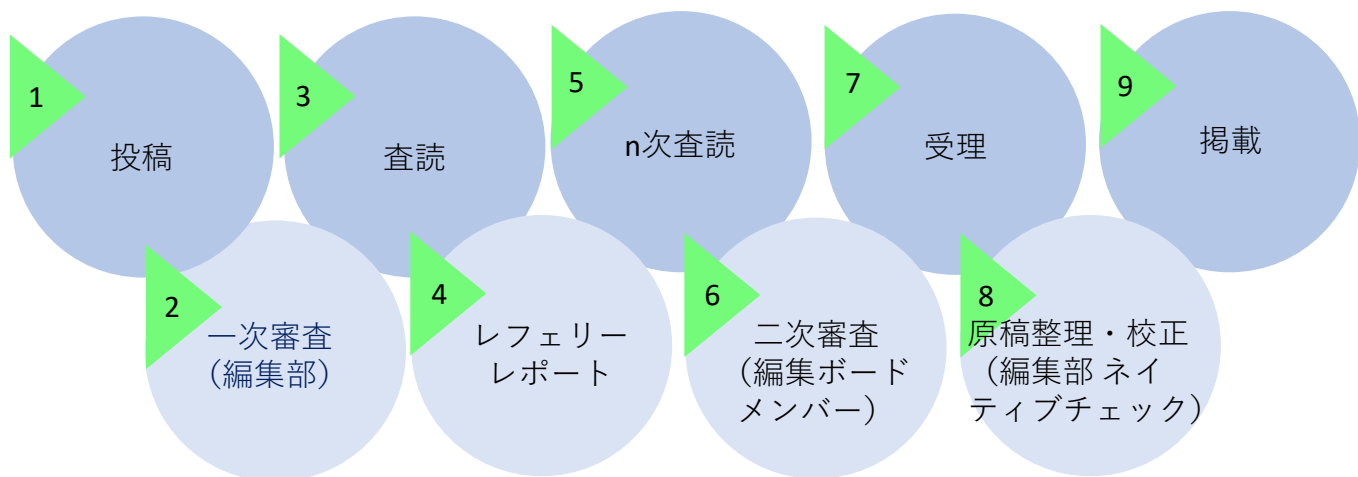 1
投稿
2
一次審査
（編集部）
3
査読
4
レフェリー
レポート
5
n次査読
6
二次審査
（編集ボード
メンバー）
7
受理
8
原稿整理・校正
（編集部 ネイ
ティブチェック）
9
掲載